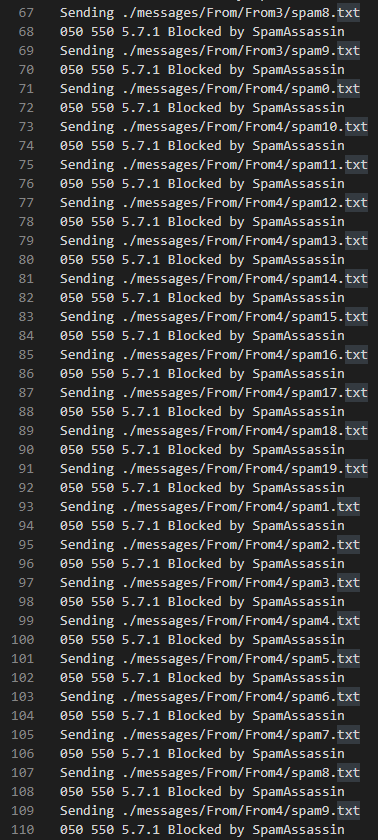 67 Sending ./messages/From/From3/spam8.txt
68 050 550 5.7.1 Blocked by SpamAssassin
69 Sending ./messages/From/From3/spam9.txt
70 050 550 5.7.1 Blocked by SpamAssassin
71 Sending ./messages/From/From4/spam0.txt
72 050 550 5.7.1 Blocked by SpamAssassin
73 Sending ./messages/From/From4/spam10.txt
74 050 550 5.7.1 Blocked by SpamAssassin
75 Sending ./messages/From/From4/spam11.txt
76 050 550 5.7.1 Blocked by SpamAssassin
77 Sending ./messages/From/From4/spam12.txt
78 050 550 5.7.1 Blocked by SpamAssassin
79 Sending ./messages/From/From4/spam13.txt
80 050 550 5.7.1 Blocked by SpamAssassin
81 Sending ./messages/From/From4/spam14.txt
82 050 550 5.7.1 Blocked by SpamAssassin
83 Sending ./messages/From/From4/spam15.txt
84 050 550 5.7.1 Blocked by SpamAssassin
85 Sending ./messages/From/From4/spam16.txt
86 050 550 5.7.1 Blocked by SpamAssassin
87 Sending ./messages/From/From4/spam17.txt
88 050 550 5.7.1 Blocked by SpamAssassin
89 Sending ./messages/From/From4/spam18.txt
90 050 550 5.7.1 Blocked by SpamAssassin
91 Sending ./messages/From/From4/spam19.txt
92 050 550 5.7.1 Blocked by SpamAssassin
93 Sending ./messages/From/From4/spam1.txt
94 050 550 5.7.1 Blocked by SpamAssassin
95 Sending ./messages/From/From4/spam2.txt
96 050 550 5.7.1 Blocked by SpamAssassin
97 Sending ./messages/From/From4/spam3.txt
98 050 550 5.7.1 Blocked by SpamAssassin
99 Sending ./messages/From/From4/spam4.txt
100 050 550 5.7.1 Blocked by SpamAssassin
101 Sending ./messages/From/From4/spam5.txt
102 050 550 5.7.1 Blocked by SpamAssassin
103 Sending ./messages/From/From4/spam6.txt
104 050 550 5.7.1 Blocked by SpamAssassin
105 Sending ./messages/From/From4/spam7.txt
106 050 550 5.7.1 Blocked by SpamAssassin
107 Sending ./messages/From/From4/spam8.txt
108 050 550 5.7.1 Blocked by SpamAssassin
109 Sending ./messages/From/From4/spam9.txt
110 050 550 5.7.1 Blocked by SpamAssassin